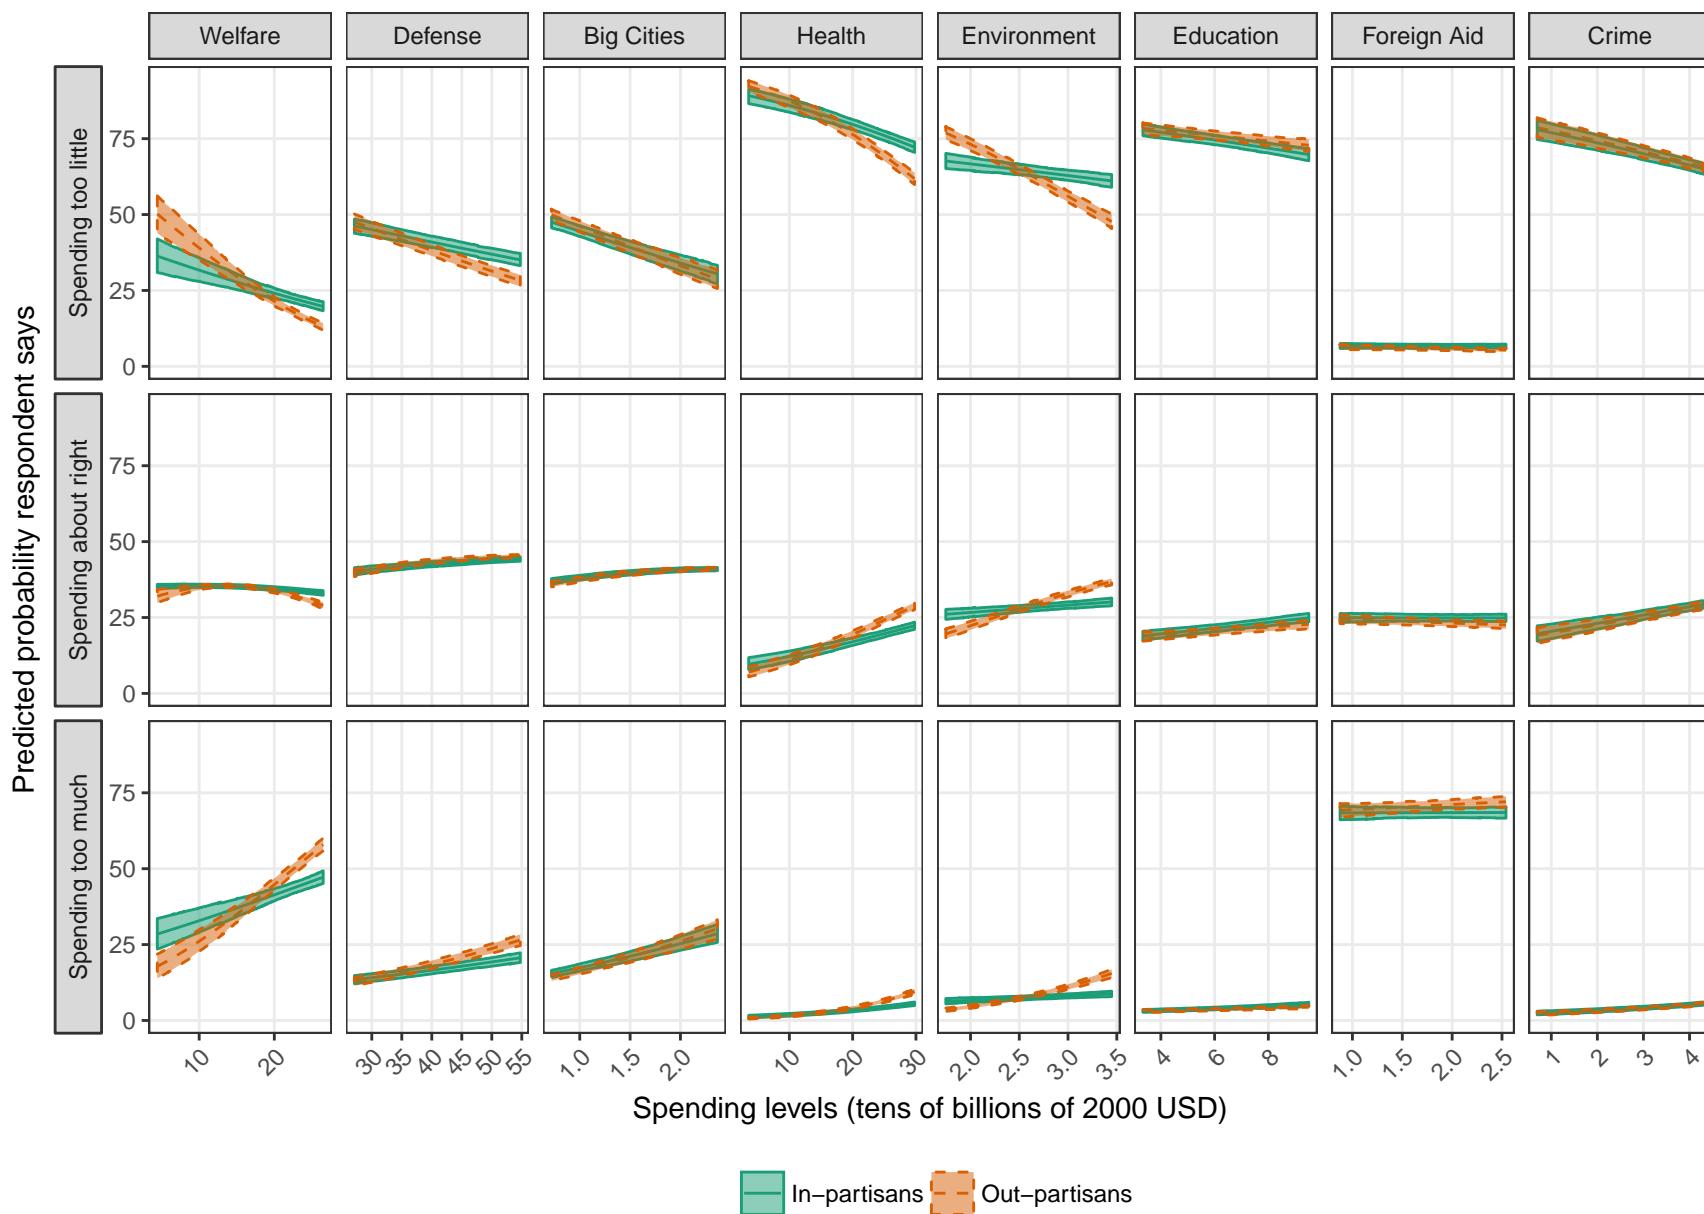 Welfare Defense Big Cities Health Environment Education Foreign Aid Crime
Predicted probability respondent says
Spending too little
75
50
25
0
Spending about right
75
50
25
0
Spending too much
75
50
25
0
10 20 30 35 40 45 50 55 1.0 1.5 2.0 10 20 30 2.0 2.5 3.0 3.5 4 6 8 1.0 1.5 2.0 2.5 1 2 3 4
Spending levels (tens of billions of 2000 USD)
In−partisans Out−partisans